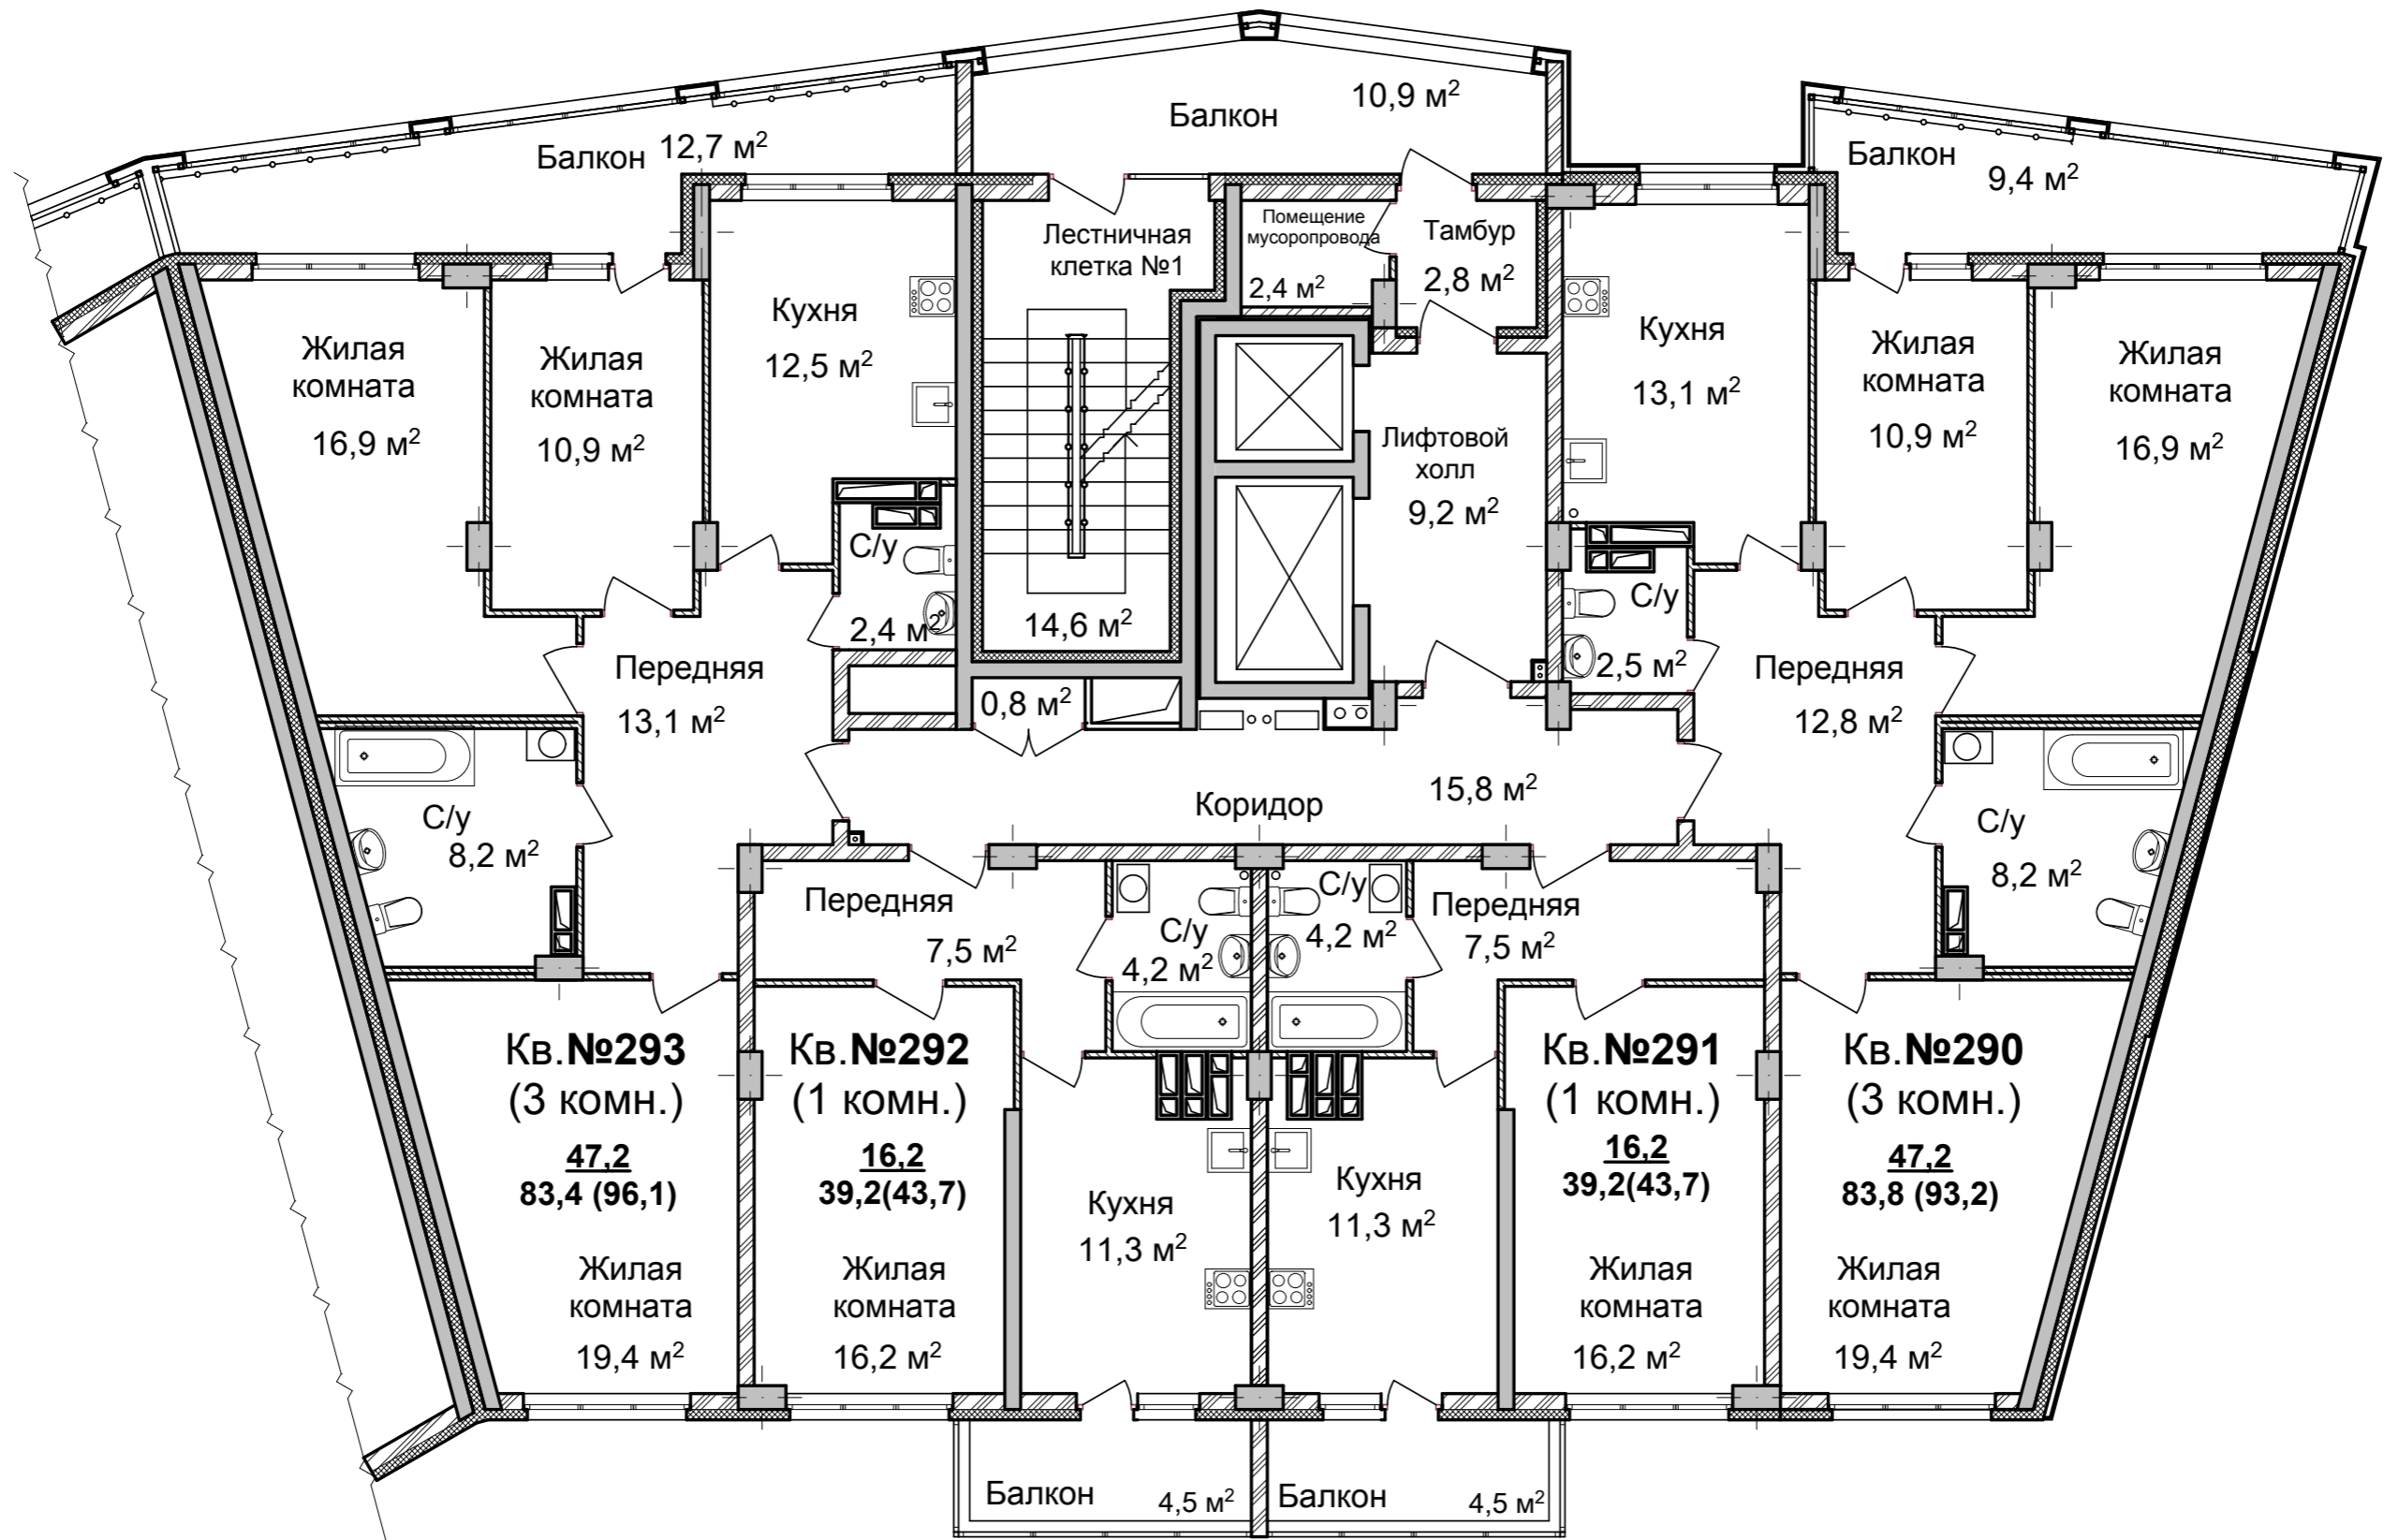 Балкон 12,7 м²
Балкон
10,9 м²
Балкон
9,4 м²
Жилая
комната
16,9 м²
Жилая
комната
10,9 м²
Кухня
12,5 м²
Лестничная
клетка №1
14,6 м²
Помещение
мусоропровода
2,4 м²
Тамбур
2,8 м²
Лифтовой
холл
9,2 м²
Кухня
13,1 м²
Жилая
комната
10,9 м²
Жилая
комната
16,9 м²
С/у
2,4 м²
С/у
2,5 м²
Передняя
13,1 м²
0,8 м²
Передняя
12,8 м²
Коридор
15,8 м²
С/у
8,2 м²
С/у
8,2 м²
Передняя
7,5 м²
С/у
4,2 м²
С/у
4,2 м²
Передняя
7,5 м²
Кв.№293
(3 комн.)
47,2
83,4 (96,1)
Жилая
комната
19,4 м²
Кв.№292
(1 комн.)
16,2
39,2(43,7)
Жилая
комната
16,2 м²
Кухня
11,3 м²
Кухня
11,3 м²
Кв.№291
(1 комн.)
16,2
39,2(43,7)
Жилая
комната
16,2 м²
Кв.№290
(3 комн.)
47,2
83,8 (93,2)
Жилая
комната
19,4 м²
Балкон
4,5 м²
Балкон
4,5 м²